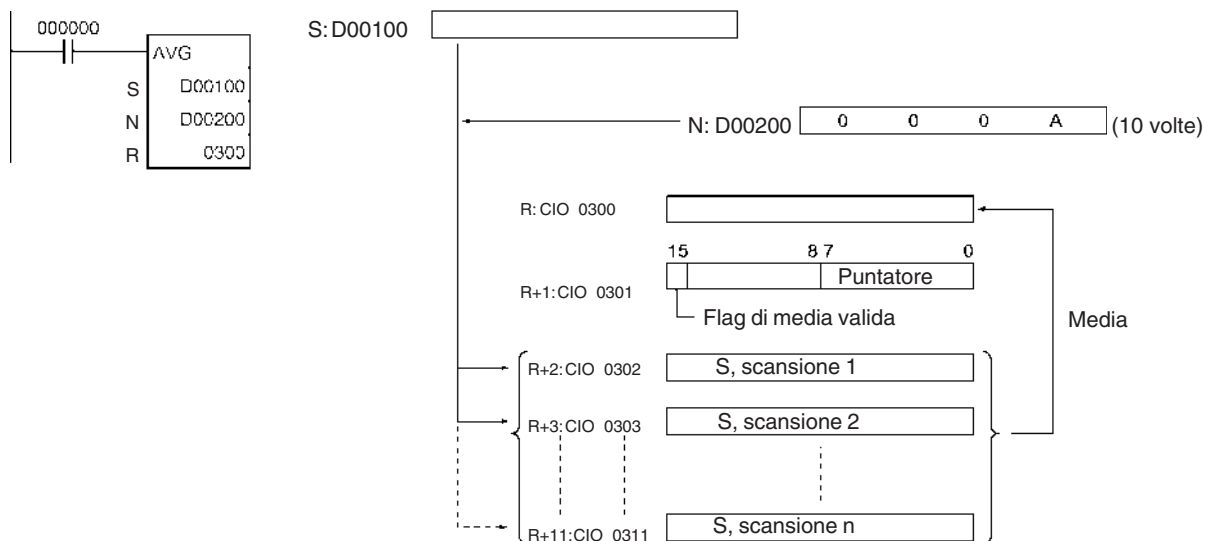 000000
AVG
S D00100
N D00200
R 0300
S: D00100
N: D00200 0 0 0 A (10 volte)
R: CIO 0300
15 8 7 0
R+1: CIO 0301 Puntatore
Flag di media valida
Media
R+2: CIO 0302 S, scansione 1
R+3: CIO 0303 S, scansione 2
R+11: CIO 0311 S, scansione n